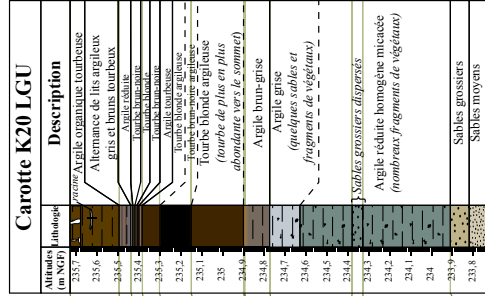 Carotte K20 LGU
Altitudes
(m NGF)
Lithologie
Description
racine
Argile organique tourbeuse
Alternance de lits argileux
gris et bruns tourbeux
Argile réduite
Tourbe brun-noire
Tourbe blonde
Tourbe brun-noire
Argile tourbeuse
Tourbe blonde argileuse
Tourbe brun-noire argileuse
Tourbe blonde argileuse
(tourbe de plus en plus
abondante vers le sommet)
Argile brun-grise
Argile grise
(quelques sables et
fragments de végétaux)
Sables grossiers dispersés
Argile réduite homogène micacée
(nombreux fragments de végétaux)
Sables grossiers
Sables moyens
235,7
235,6
235,5
235,4
235,3
235,2
235,1
235
234,9
234,8
234,7
234,6
234,5
234,4
234,3
234,2
234,1
234
233,9
233,8